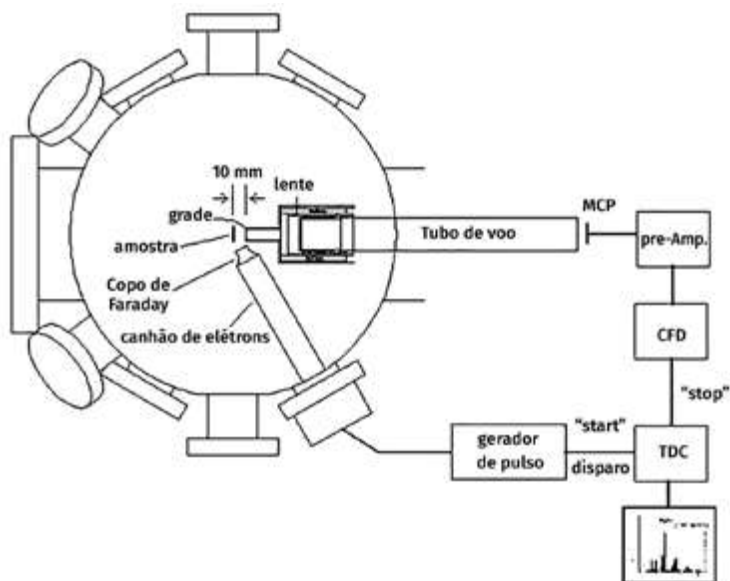 10 mm
lente
grade
MCP
amostra
Tubo de voo
pre-Amp.
Copo de
Faraday
canhão de elétrons
CFD
"stop"
gerador
de pulso
"start"
disparo
TDC